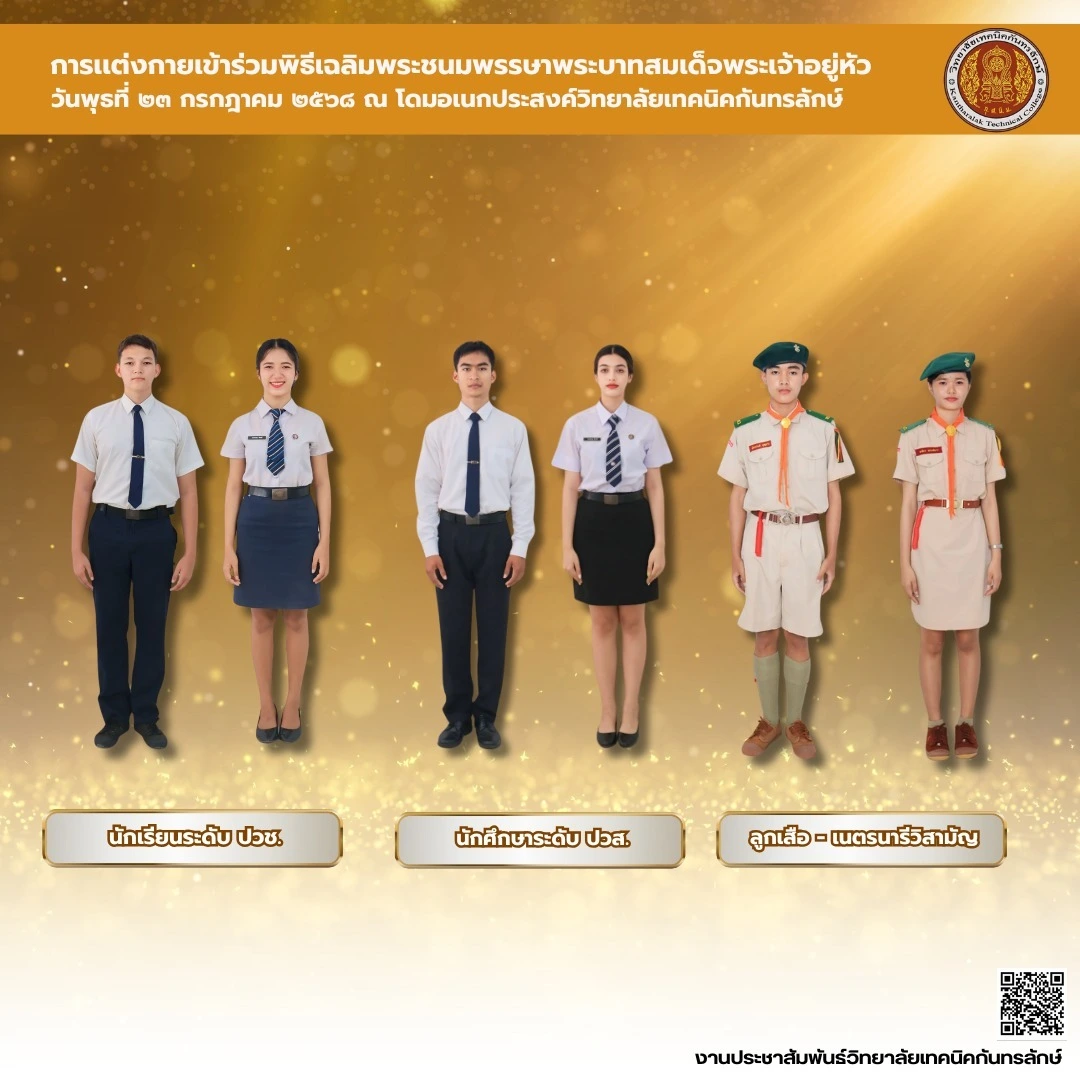 การแต่งกายเข้าร่วมพิธีเฉลิมพระชนมพรรษาพระบาทสมเด็จพระเจ้าอยู่หัว
วันพุธที่ ๒๓ กรกฎาคม ๒๕๖๘ ณ โดมอเนกประสงค์วิทยาลัยเทคนิคกันทรลักษ์
วิทยาลัยเทคนิคกันทรลักษ์
Kantharalak Technical College
นักเรียนระดับ ปวช.
นักศึกษาระดับ ปวส.
ลูกเสือ - เนตรนารีวิสามัญ
งานประชาสัมพันธ์วิทยาลัยเทคนิคกันทรลักษ์